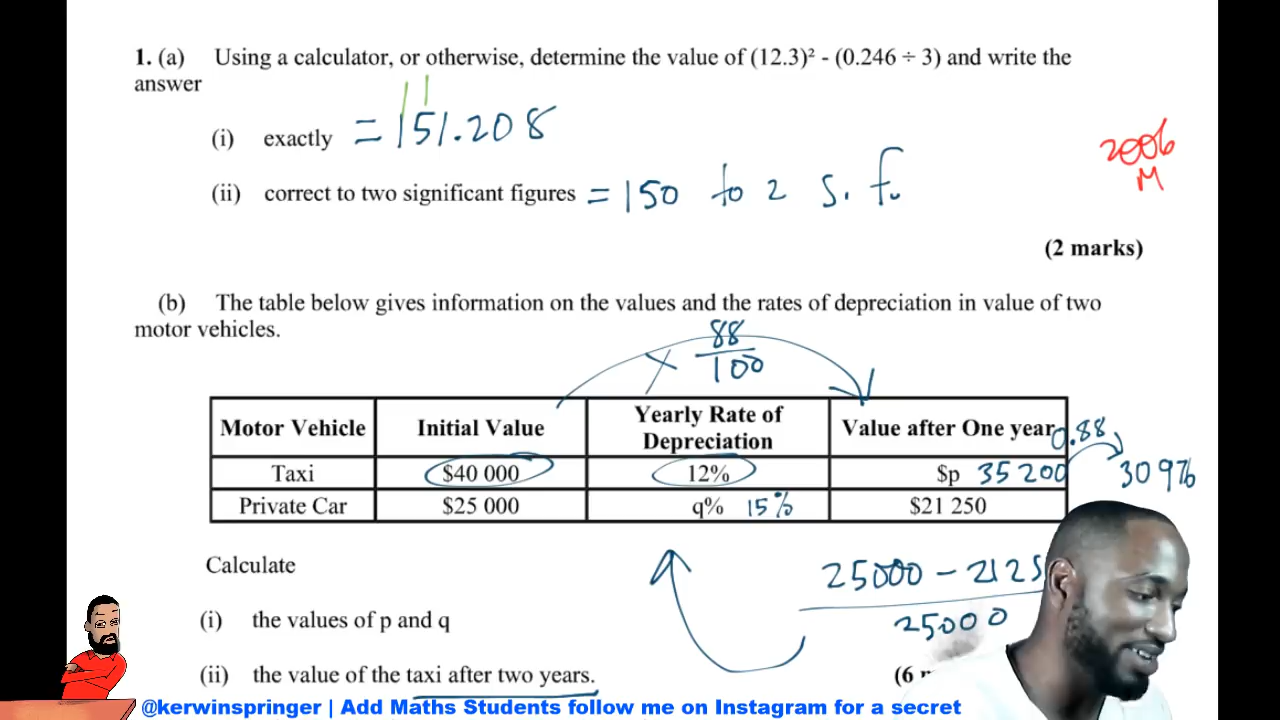 1. (a) Using a calculator, or otherwise, determine the value of (12.3)² - (0.246 ÷ 3) and write the
answer
(i) exactly = 151.208
2006
M
(ii) correct to two significant figures = 150 to 2 s.f.
(2 marks)
(b) The table below gives information on the values and the rates of depreciation in value of two
motor vehicles.
× 88/100
Motor Vehicle Initial Value Yearly Rate of Depreciation Value after One year
0.88
Taxi $40 000 12% $p 35 200 30 976
Private Car $25 000 q% 15% $21 250
Calculate
25000 - 2125
25000
(i) the values of p and q
(ii) the value of the taxi after two years.
(6
@kerwinspringer | Add Maths Students follow me on Instagram for a secret